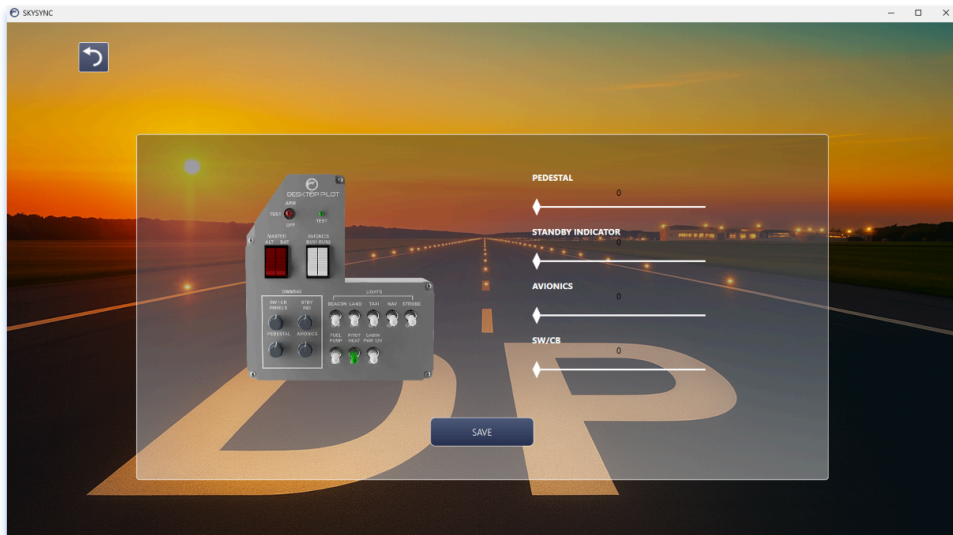 SKYSYNC
DESKTOP PILOT
ARM
TEST
OFF
TEST
MASTER
ALT BAT
AVIONICS
BUS1 BUS2
DIMMING
SW/CB
PANELS
STBY
IND
PEDESTAL
AVIONICS
LIGHTS
BEACON LAND TAXI NAV STROBE
FUEL
PUMP
PITOT
HEAT
CABIN
PWR 12V
PEDESTAL
0
STANDBY INDICATOR
0
AVIONICS
0
SW/CB
0
SAVE
DP